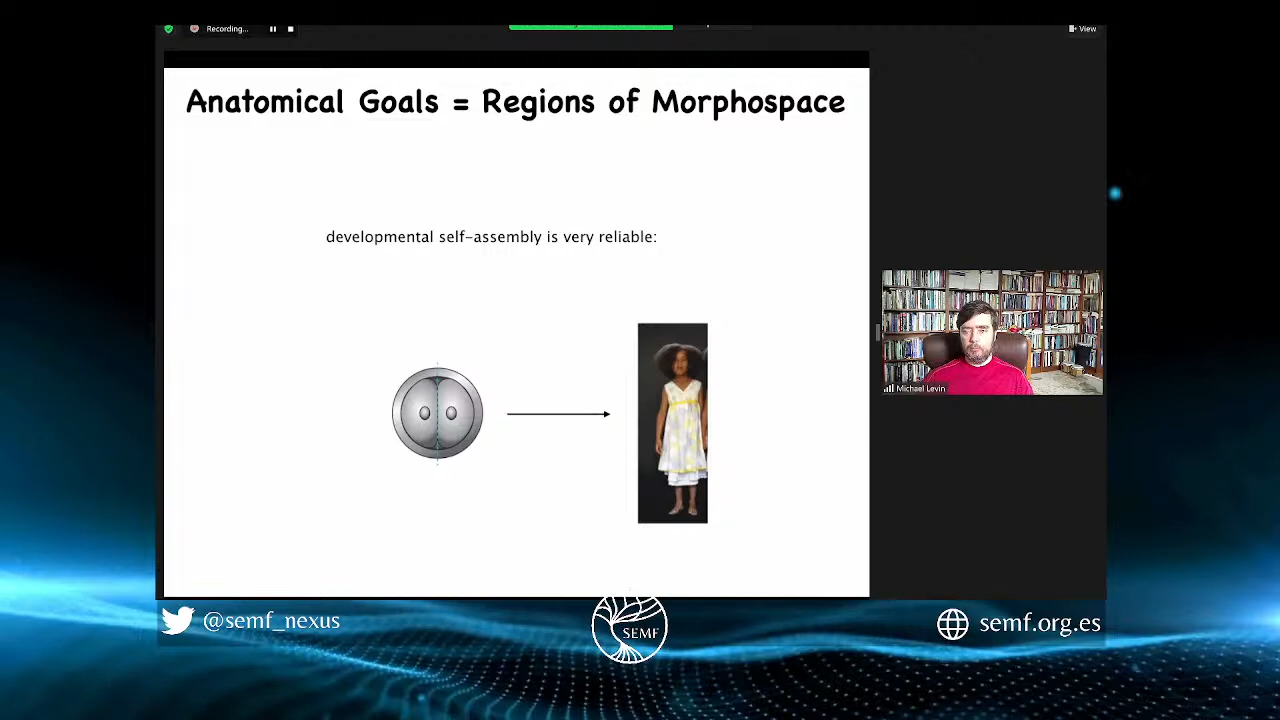 Recording...
View
Anatomical Goals = Regions of Morphospace
developmental self-assembly is very reliable:
Michael Levin
@semf_nexus
SEMF
semf.org.es